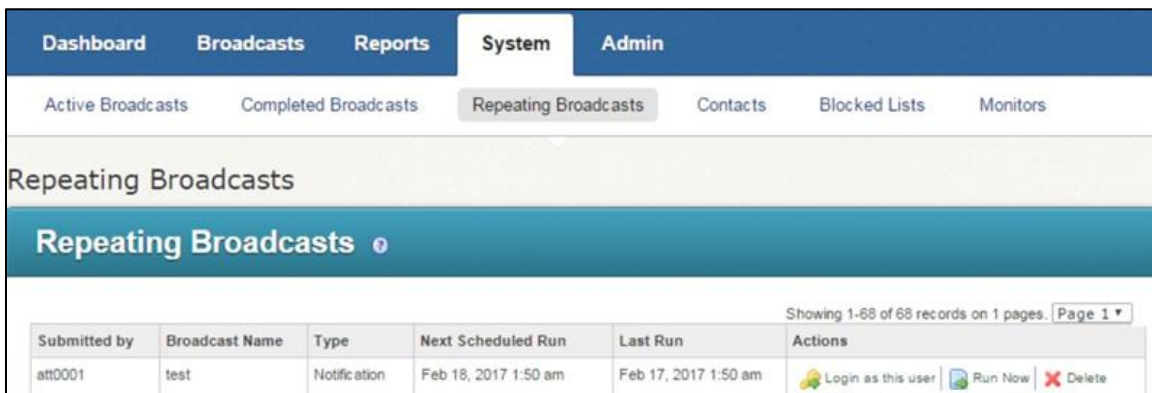 Dashboard Broadcasts Reports System Admin
Active Broadcasts Completed Broadcasts Repeating Broadcasts Contacts Blocked Lists Monitors
Repeating Broadcasts
Repeating Broadcasts ?
Showing 1-68 of 68 records on 1 pages. Page 1
Submitted by Broadcast Name Type Next Scheduled Run Last Run Actions
att0001 test Notification Feb 18, 2017 1:50 am Feb 17, 2017 1:50 am Login as this user Run Now Delete